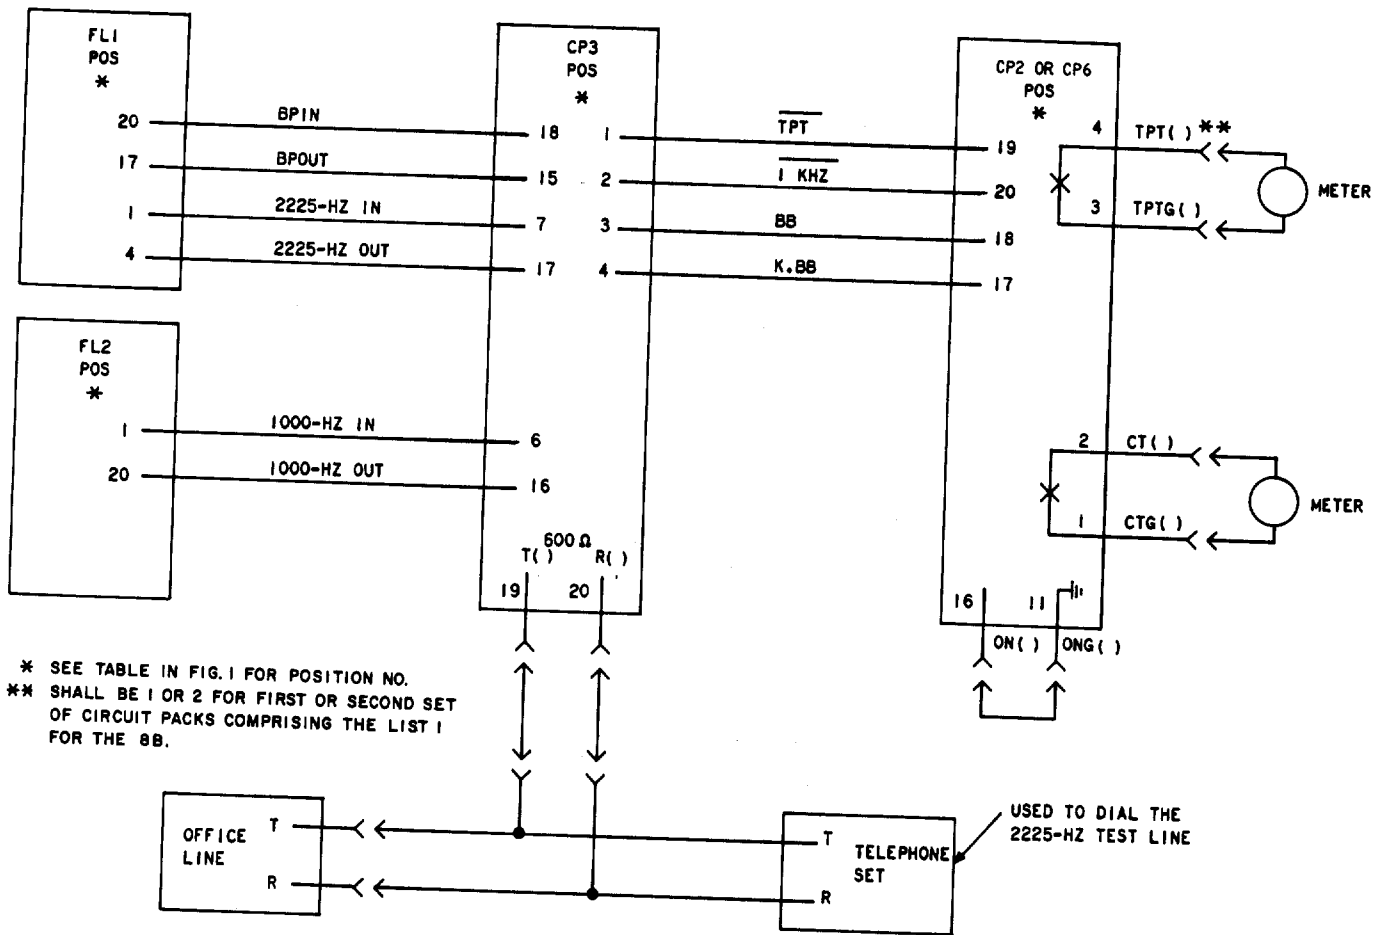 FL1
POS
*
20
BPIN
18
17
BPOUT
15
1
2225-HZ IN
7
4
2225-HZ OUT
17
FL2
POS
*
1
1000-HZ IN
6
20
1000-HZ OUT
16
CP3
POS
*
1
TPT
19
2
1 KHZ
20
3
BB
18
4
K.BB
17
600 Ω
T( )
R( )
19
20
CP2 OR CP6
POS
*
4
TPT( ) **
3
TPTG( )
METER
2
CT( )
1
CTG( )
METER
16
11
ON( )
ONG( )
* SEE TABLE IN FIG. 1 FOR POSITION NO.
** SHALL BE 1 OR 2 FOR FIRST OR SECOND SET
OF CIRCUIT PACKS COMPRISING THE LIST 1
FOR THE 8B.
OFFICE
LINE
T
R
T
R
TELEPHONE
SET
USED TO DIAL THE
2225-HZ TEST LINE